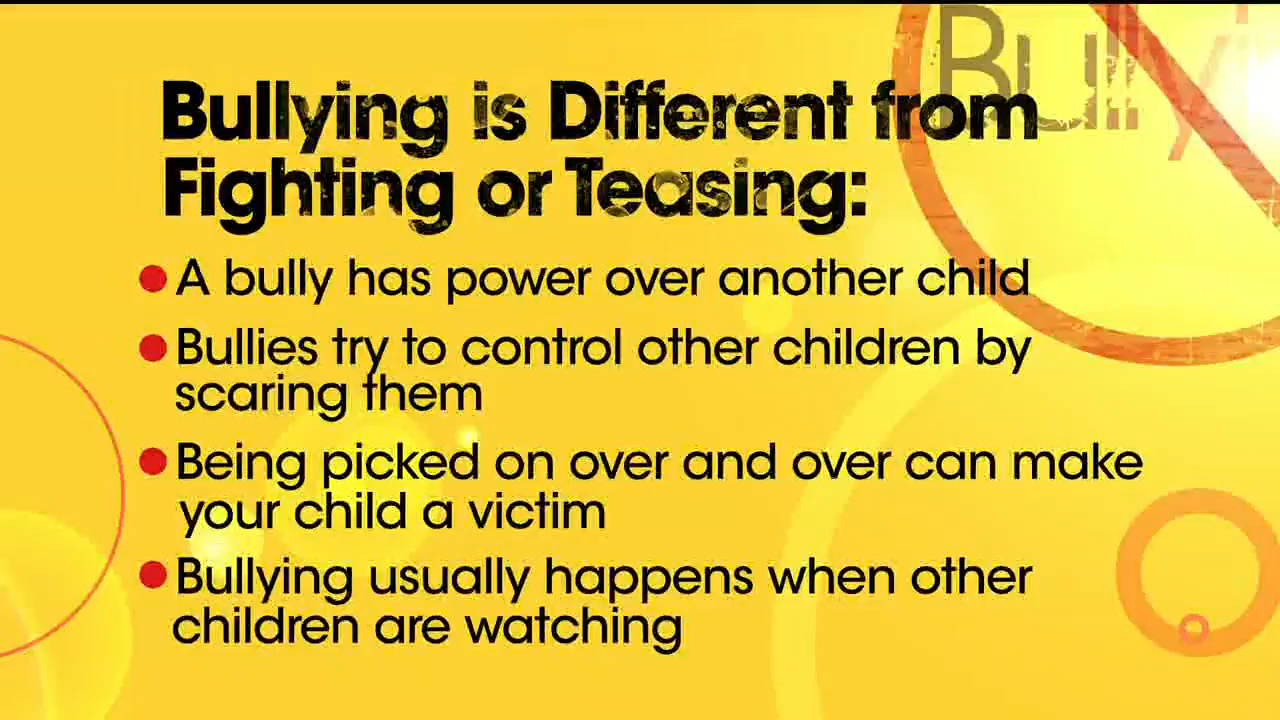 Bully
Bullying is Different from
Fighting or Teasing:
A bully has power over another child
Bullies try to control other children by
scaring them
Being picked on over and over can make
your child a victim
Bullying usually happens when other
children are watching